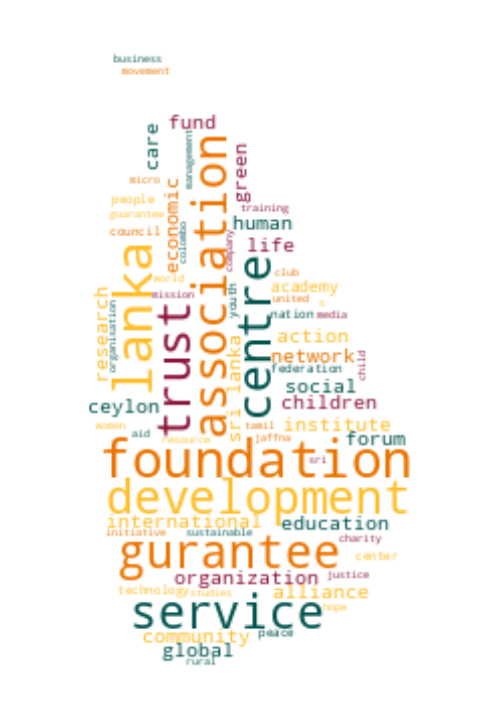 business
movement
fund
care
management
association
green
micro
economic
people
guarantee
council
training
human
life
colombo
company
lanka
world
mission
club
academy
united
s
youth
nation media
research
organisation
trust
centre
sri lanka
action
network
child
federation
social
children
ceylon
women
aid
tamil
institute
resource
jaffna
forum
foundation
sri
development
international
education
initiative
sustainable
charity
gurantee
center
organization
justice
technology
studies
alliance
hope
service
community
peace
global
rural